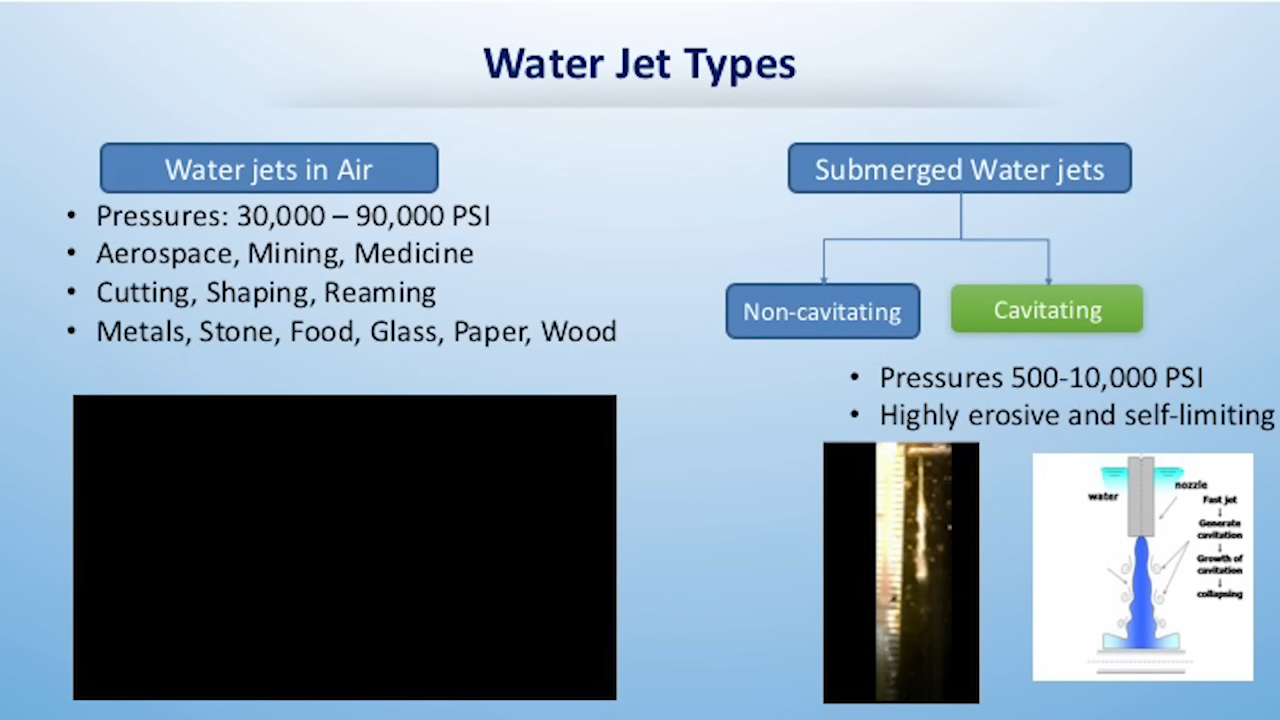 Water Jet Types
Water jets in Air
• Pressures: 30,000 – 90,000 PSI
• Aerospace, Mining, Medicine
• Cutting, Shaping, Reaming
• Metals, Stone, Food, Glass, Paper, Wood
Submerged Water jets
Non-cavitating
Cavitating
• Pressures 500-10,000 PSI
• Highly erosive and self-limiting
water
nozzle
Fast jet
↓
Generate
cavitation
↓
Growth of
cavitation
↓
collapsing